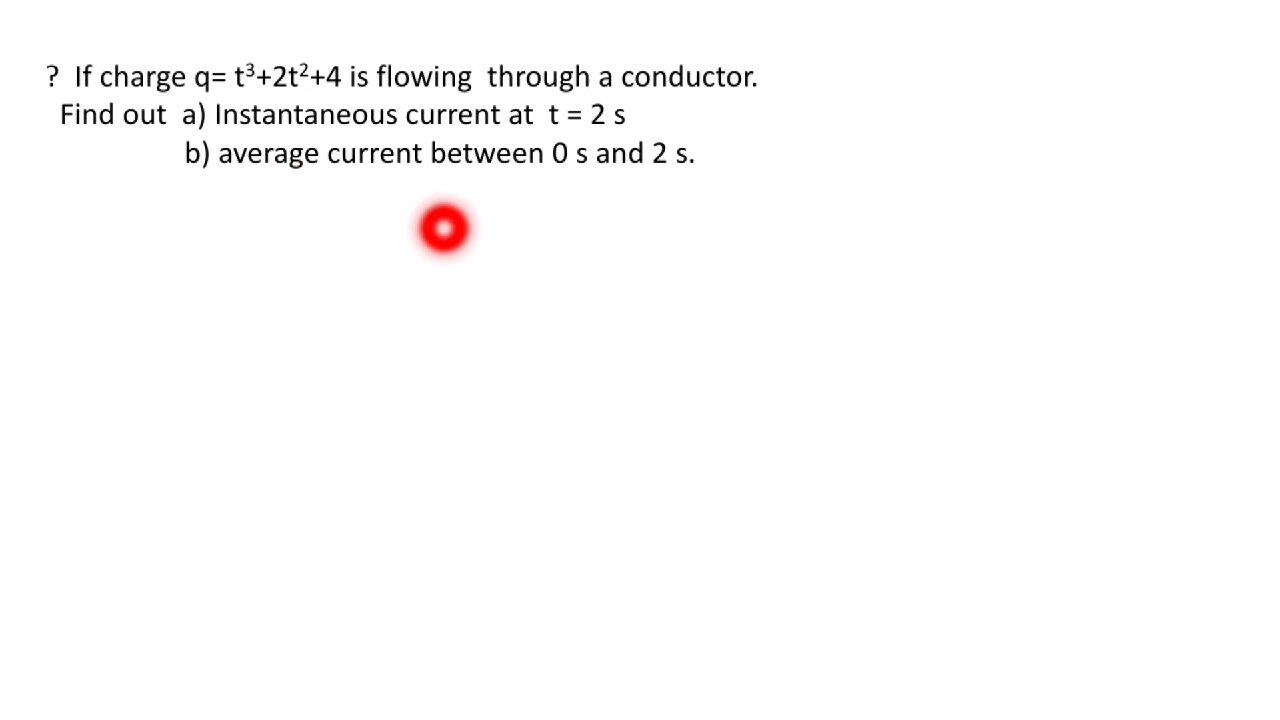 ? If charge q= t³+2t²+4 is flowing through a conductor.
Find out a) Instantaneous current at t = 2 s
b) average current between 0 s and 2 s.